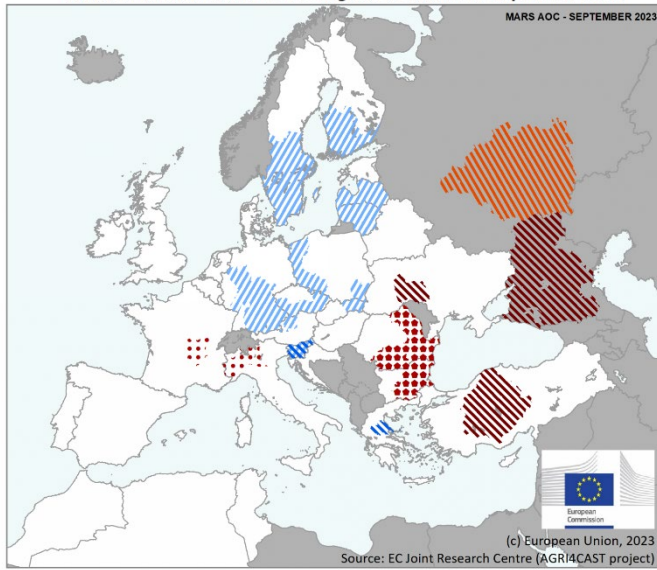 MARS AOC - SEPTEMBER 2023
European
Commission
(c) European Union, 2023
Source: EC Joint Research Centre (AGRI4CAST project)